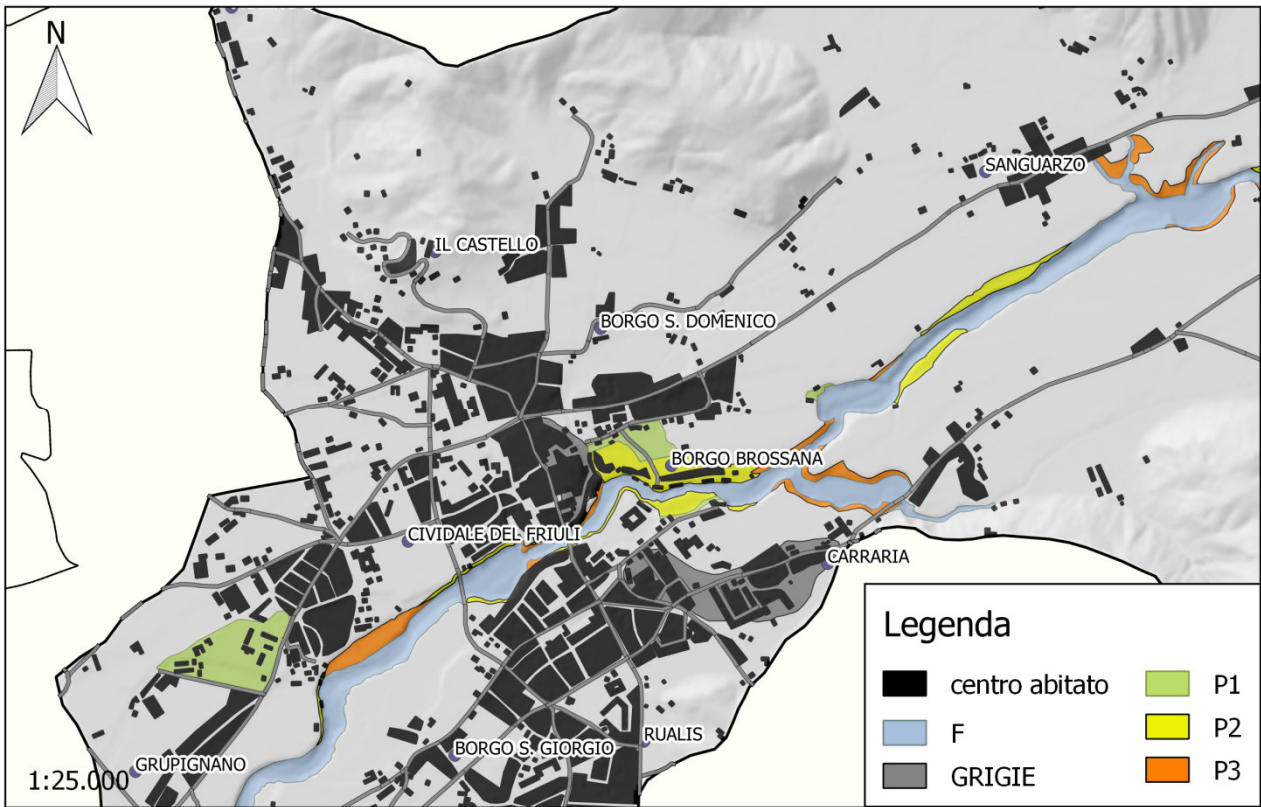 N
SANGUARZO
IL CASTELLO
BORGO S. DOMENICO
BORGO BROSSANA
CIVIDALE DEL FRIULI
CARRARIA
Legenda
centro abitato
P1
F
P2
GRIGIE
P3
RUALIS
BORGO S. GIORGIO
GRUPIGNANO
1:25.000